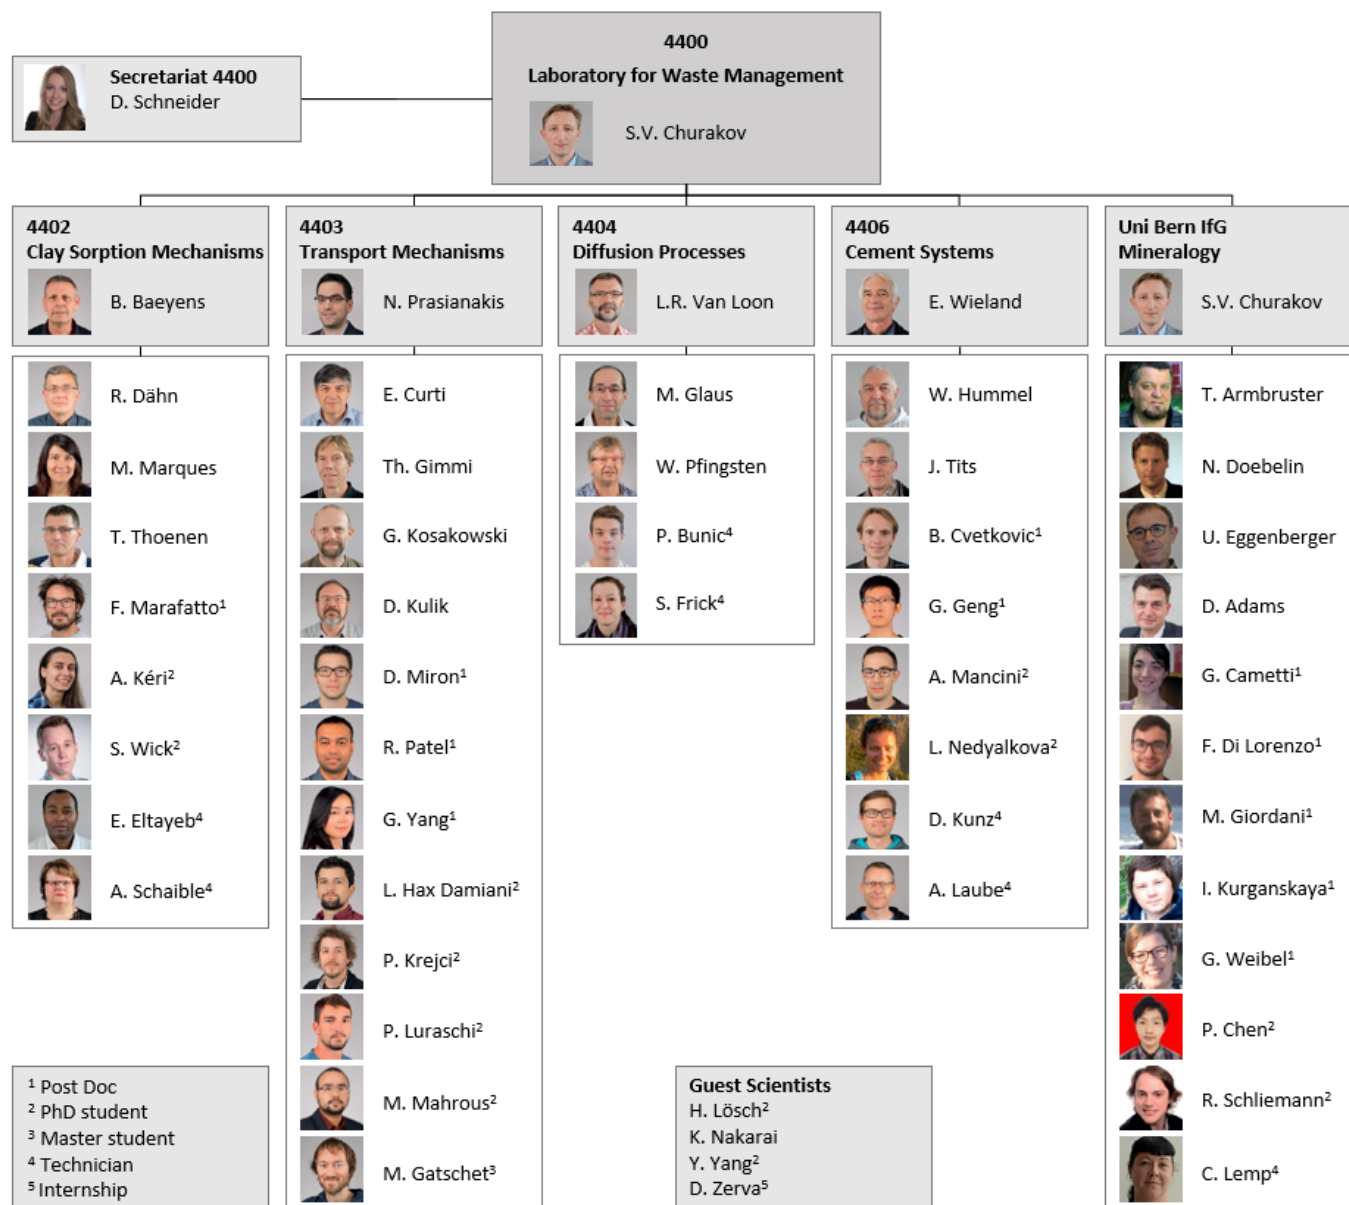 4400
Laboratory for Waste Management
S.V. Churakov
Secretariat 4400
D. Schneider
4402
Clay Sorption Mechanisms
B. Baeyens
R. Dähn
M. Marques
T. Thoenen
F. Marafatto¹
A. Kéri²
S. Wick²
E. Eltayeb⁴
A. Schaible⁴
4403
Transport Mechanisms
N. Prasianakis
E. Curti
Th. Gimmi
G. Kosakowski
D. Kulik
D. Miron¹
R. Patel¹
G. Yang¹
L. Hax Damiani²
P. Krejci²
P. Luraschi²
M. Mahrous²
M. Gatschet³
4404
Diffusion Processes
L.R. Van Loon
M. Glaus
W. Pfingsten
P. Bunic⁴
S. Frick⁴
4406
Cement Systems
E. Wieland
W. Hummel
J. Tits
B. Cvetkovic¹
G. Geng¹
A. Mancini²
L. Nedyalkova²
D. Kunz⁴
A. Laube⁴
Uni Bern IfG
Mineralogy
S.V. Churakov
T. Armbruster
N. Doebelin
U. Eggenberger
D. Adams
G. Cametti¹
F. Di Lorenzo¹
M. Giordani¹
I. Kurganskaya¹
G. Weibel¹
P. Chen²
R. Schliemann²
C. Lemp⁴
¹ Post Doc
² PhD student
³ Master student
⁴ Technician
⁵ Internship
Guest Scientists
H. Lösch²
K. Nakarai
Y. Yang²
D. Zerva⁵